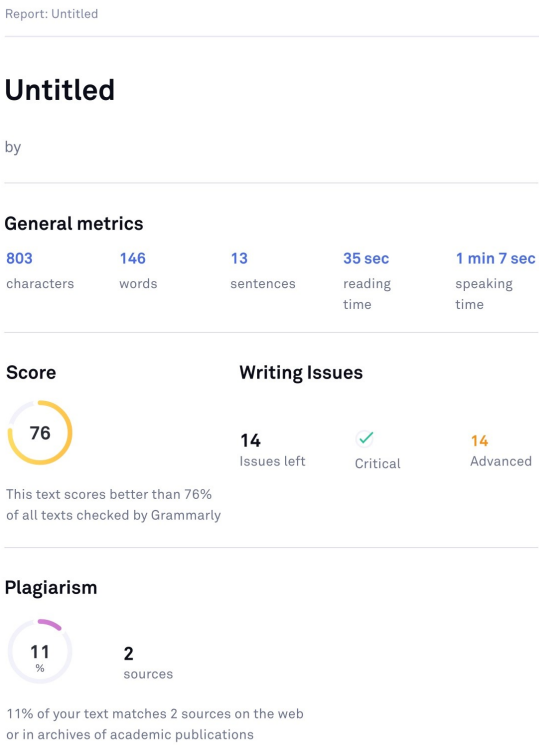 Report: Untitled
Untitled
by
General metrics
803 146 13 35 sec 1 min 7 sec
characters words sentences reading time speaking time
Score Writing Issues
76
14 14
Issues left Critical Advanced
This text scores better than 76%
of all texts checked by Grammarly
Plagiarism
11
%
2
sources
11% of your text matches 2 sources on the web
or in archives of academic publications